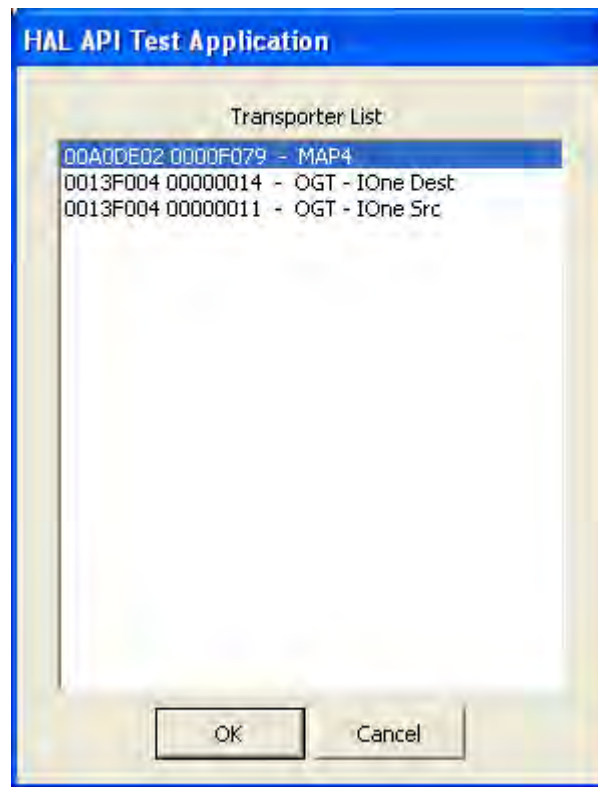 HAL API Test Application
Transporter List
00A0DE02 0000F079 - MAP4
0013F004 00000014 - OGT - IOne Dest
0013F004 00000011 - OGT - IOne Src
OK
Cancel